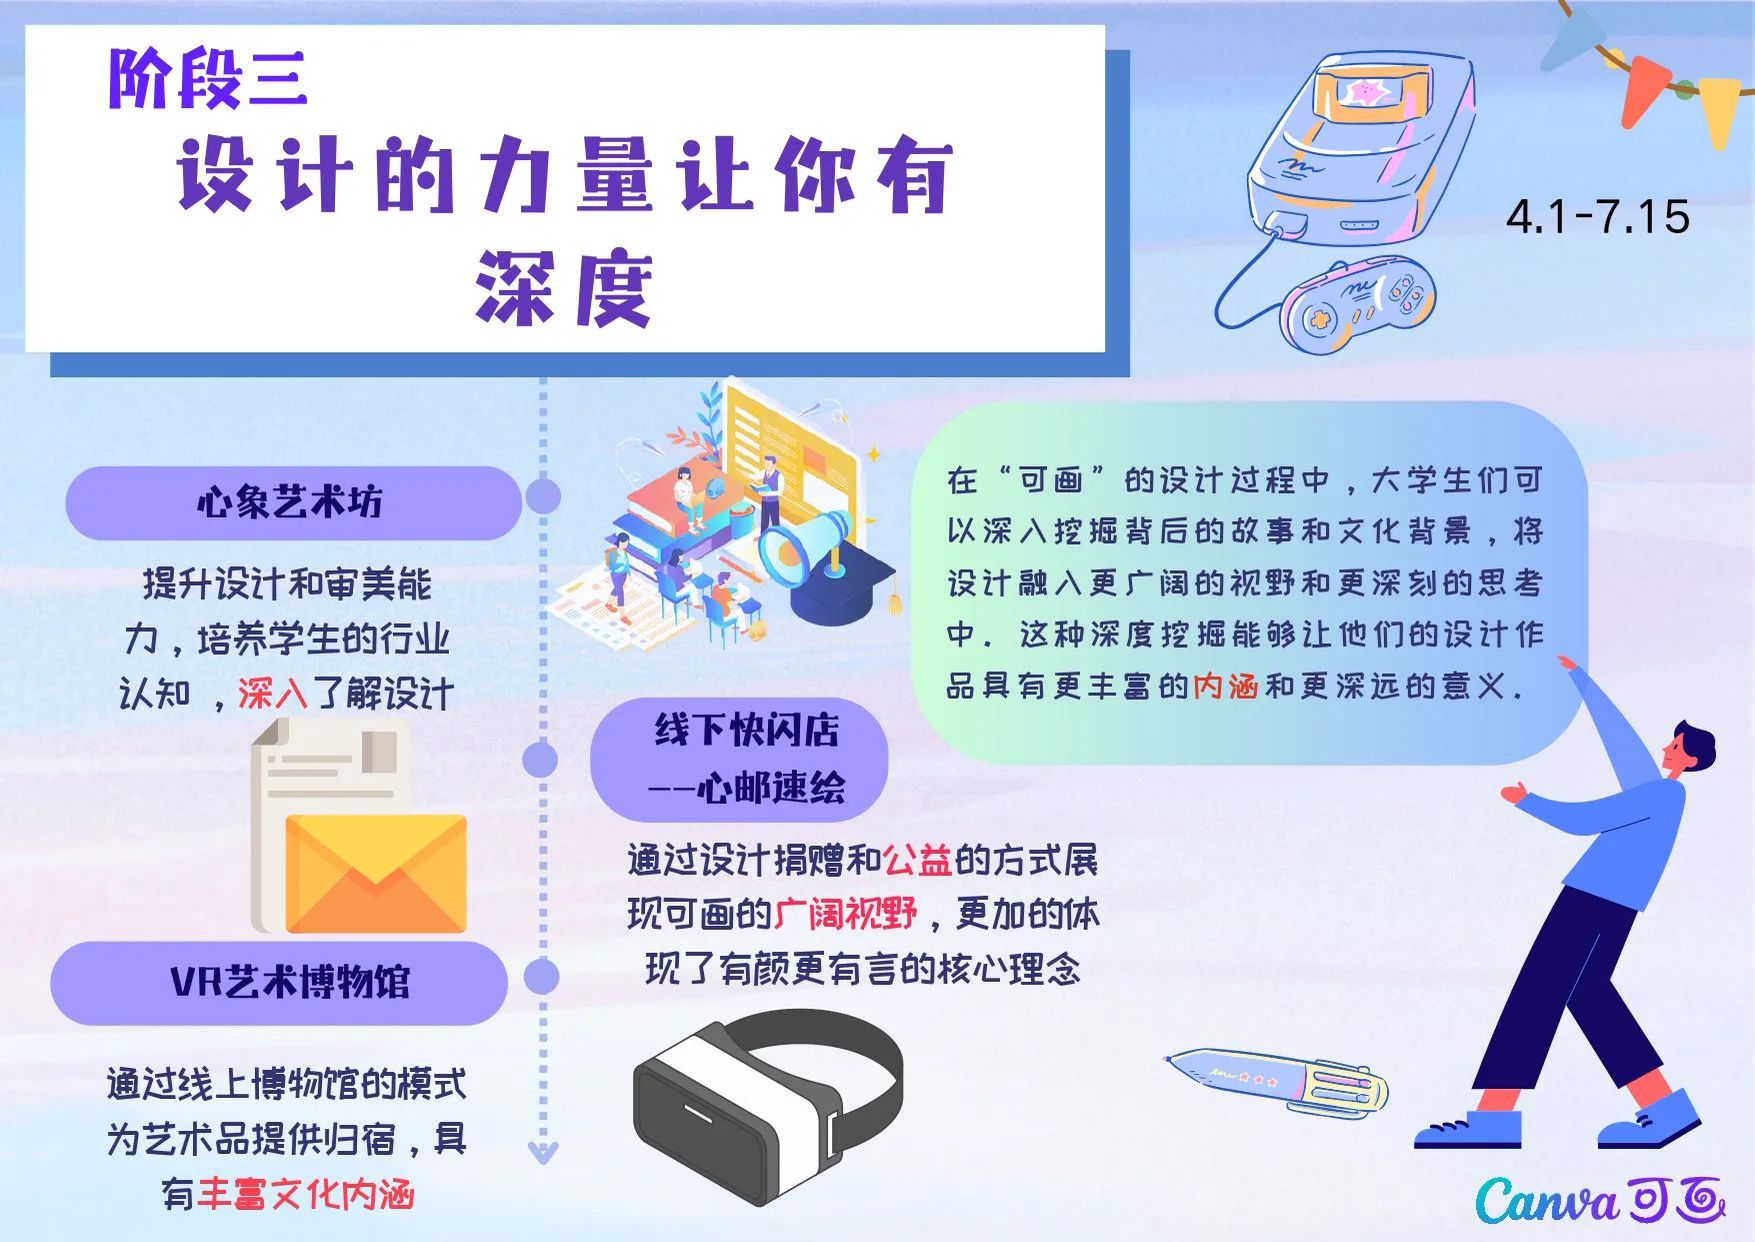 阶段三
设计的力量让你有
深度
4.1-7.15
心象艺术坊
提升设计和审美能
力，培养学生的行业
认知 ，深入了解设计
在“可画”的设计过程中，大学生们可
以深入挖掘背后的故事和文化背景，将
设计融入更广阔的视野和更深刻的思考
中. 这种深度挖掘能够让他们的设计作
品具有更丰富的内涵和更深远的意义.
线下快闪店
--心邮速绘
通过设计捐赠和公益的方式展
现可画的广阔视野，更加的体
现了有颜更有言的核心理念
VR艺术博物馆
通过线上博物馆的模式
为艺术品提供归宿，具
有丰富文化内涵
Canva可画